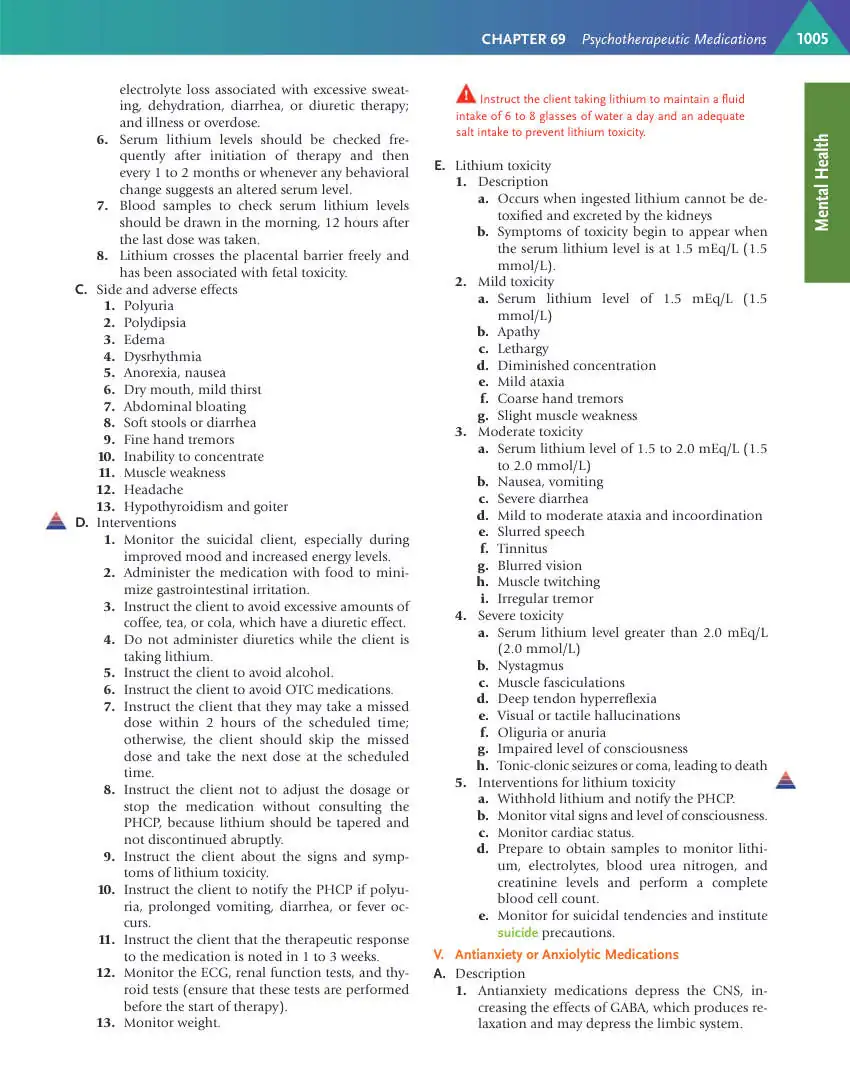 CHAPTER 69 Psychotherapeutic Medications 1005
electrolyte loss associated with excessive sweat-
ing, dehydration, diarrhea, or diuretic therapy;
and illness or overdose.
6. Serum lithium levels should be checked fre-
quently after initiation of therapy and then
every 1 to 2 months or whenever any behavioral
change suggests an altered serum level.
7. Blood samples to check serum lithium levels
should be drawn in the morning, 12 hours after
the last dose was taken.
8. Lithium crosses the placental barrier freely and
has been associated with fetal toxicity.
C. Side and adverse effects
1. Polyuria
2. Polydipsia
3. Edema
4. Dysrhythmia
5. Anorexia, nausea
6. Dry mouth, mild thirst
7. Abdominal bloating
8. Soft stools or diarrhea
9. Fine hand tremors
10. Inability to concentrate
11. Muscle weakness
12. Headache
13. Hypothyroidism and goiter
D. Interventions
1. Monitor the suicidal client, especially during
improved mood and increased energy levels.
2. Administer the medication with food to mini-
mize gastrointestinal irritation.
3. Instruct the client to avoid excessive amounts of
coffee, tea, or cola, which have a diuretic effect.
4. Do not administer diuretics while the client is
taking lithium.
5. Instruct the client to avoid alcohol.
6. Instruct the client to avoid OTC medications.
7. Instruct the client that they may take a missed
dose within 2 hours of the scheduled time;
otherwise, the client should skip the missed
dose and take the next dose at the scheduled
time.
8. Instruct the client not to adjust the dosage or
stop the medication without consulting the
PHCP, because lithium should be tapered and
not discontinued abruptly.
9. Instruct the client about the signs and symp-
toms of lithium toxicity.
10. Instruct the client to notify the PHCP if polyu-
ria, prolonged vomiting, diarrhea, or fever oc-
curs.
11. Instruct the client that the therapeutic response
to the medication is noted in 1 to 3 weeks.
12. Monitor the ECG, renal function tests, and thy-
roid tests (ensure that these tests are performed
before the start of therapy).
13. Monitor weight.
Instruct the client taking lithium to maintain a fluid
intake of 6 to 8 glasses of water a day and an adequate
salt intake to prevent lithium toxicity.
E. Lithium toxicity
1. Description
a. Occurs when ingested lithium cannot be de-
toxified and excreted by the kidneys
b. Symptoms of toxicity begin to appear when
the serum lithium level is at 1.5 mEq/L (1.5
mmol/L).
2. Mild toxicity
a. Serum lithium level of 1.5 mEq/L (1.5
mmol/L)
b. Apathy
c. Lethargy
d. Diminished concentration
e. Mild ataxia
f. Coarse hand tremors
g. Slight muscle weakness
3. Moderate toxicity
a. Serum lithium level of 1.5 to 2.0 mEq/L (1.5
to 2.0 mmol/L)
b. Nausea, vomiting
c. Severe diarrhea
d. Mild to moderate ataxia and incoordination
e. Slurred speech
f. Tinnitus
g. Blurred vision
h. Muscle twitching
i. Irregular tremor
4. Severe toxicity
a. Serum lithium level greater than 2.0 mEq/L
(2.0 mmol/L)
b. Nystagmus
c. Muscle fasciculations
d. Deep tendon hyperreflexia
e. Visual or tactile hallucinations
f. Oliguria or anuria
g. Impaired level of consciousness
h. Tonic-clonic seizures or coma, leading to death
5. Interventions for lithium toxicity
a. Withhold lithium and notify the PHCP.
b. Monitor vital signs and level of consciousness.
c. Monitor cardiac status.
d. Prepare to obtain samples to monitor lithi-
um, electrolytes, blood urea nitrogen, and
creatinine levels and perform a complete
blood cell count.
e. Monitor for suicidal tendencies and institute
suicide precautions.
V. Antianxiety or Anxiolytic Medications
A. Description
1. Antianxiety medications depress the CNS, in-
creasing the effects of GABA, which produces re-
laxation and may depress the limbic system.
Mental Health